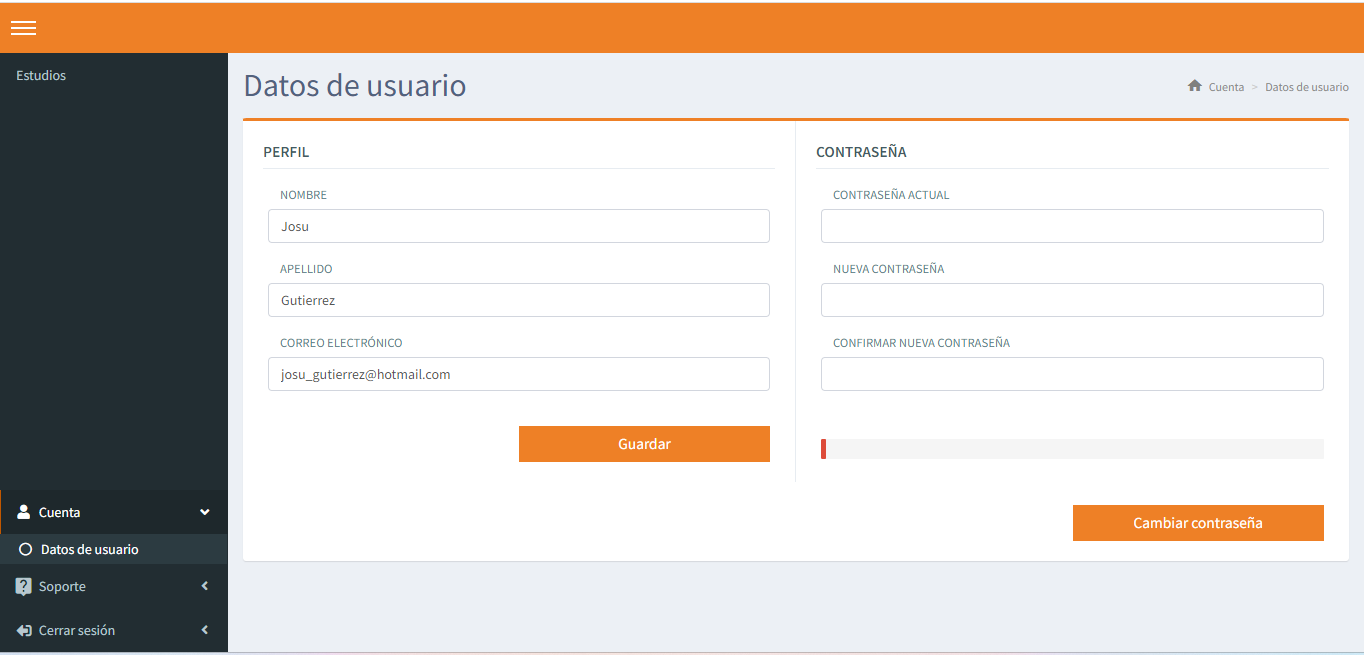 Estudios
Datos de usuario
Cuenta > Datos de usuario
PERFIL
NOMBRE
Josu
APELLIDO
Gutierrez
CORREO ELECTRÓNICO
josu_gutierrez@hotmail.com
Guardar
CONTRASEÑA
CONTRASEÑA ACTUAL
NUEVA CONTRASEÑA
CONFIRMAR NUEVA CONTRASEÑA
Cambiar contraseña
Cuenta
Datos de usuario
Soporte
Cerrar sesión